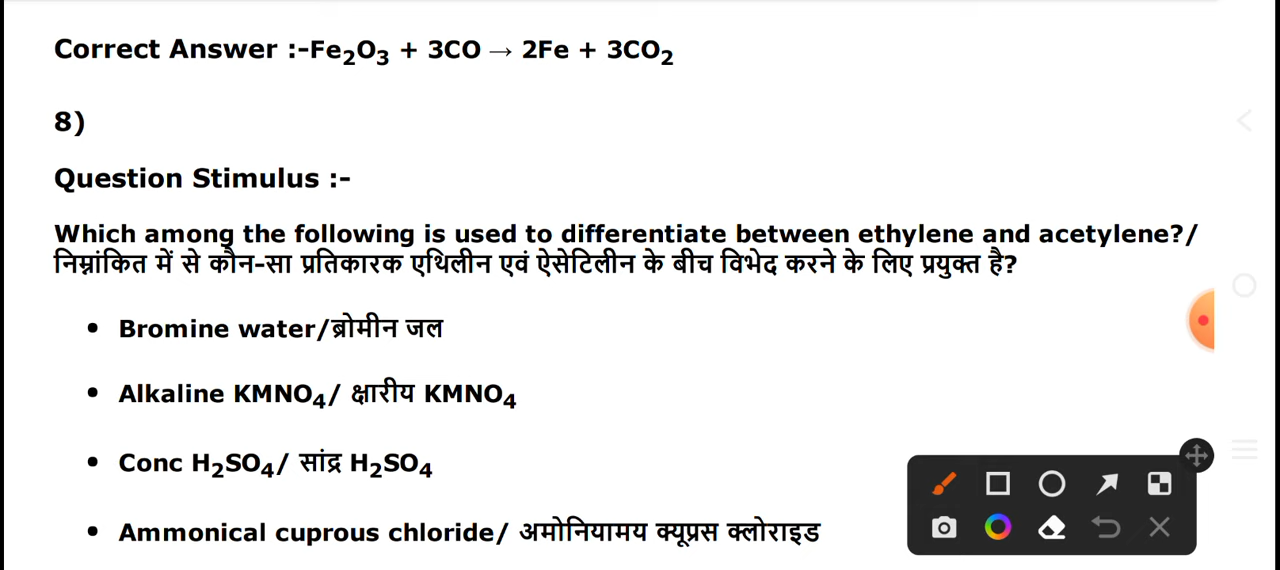 Correct Answer :-Fe₂O₃ + 3CO → 2Fe + 3CO₂
8)
Question Stimulus :-
Which among the following is used to differentiate between ethylene and acetylene?/
निम्नांकित में से कौन-सा प्रतिकारक एथिलीन एवं ऐसेटिलीन के बीच विभेद करने के लिए प्रयुक्त है?
• Bromine water/ब्रोमीन जल
• Alkaline KMNO₄/ क्षारीय KMNO₄
• Conc H₂SO₄/ सांद्र H₂SO₄
• Ammonical cuprous chloride/ अमोनियामय क्यूप्रस क्लोराइड